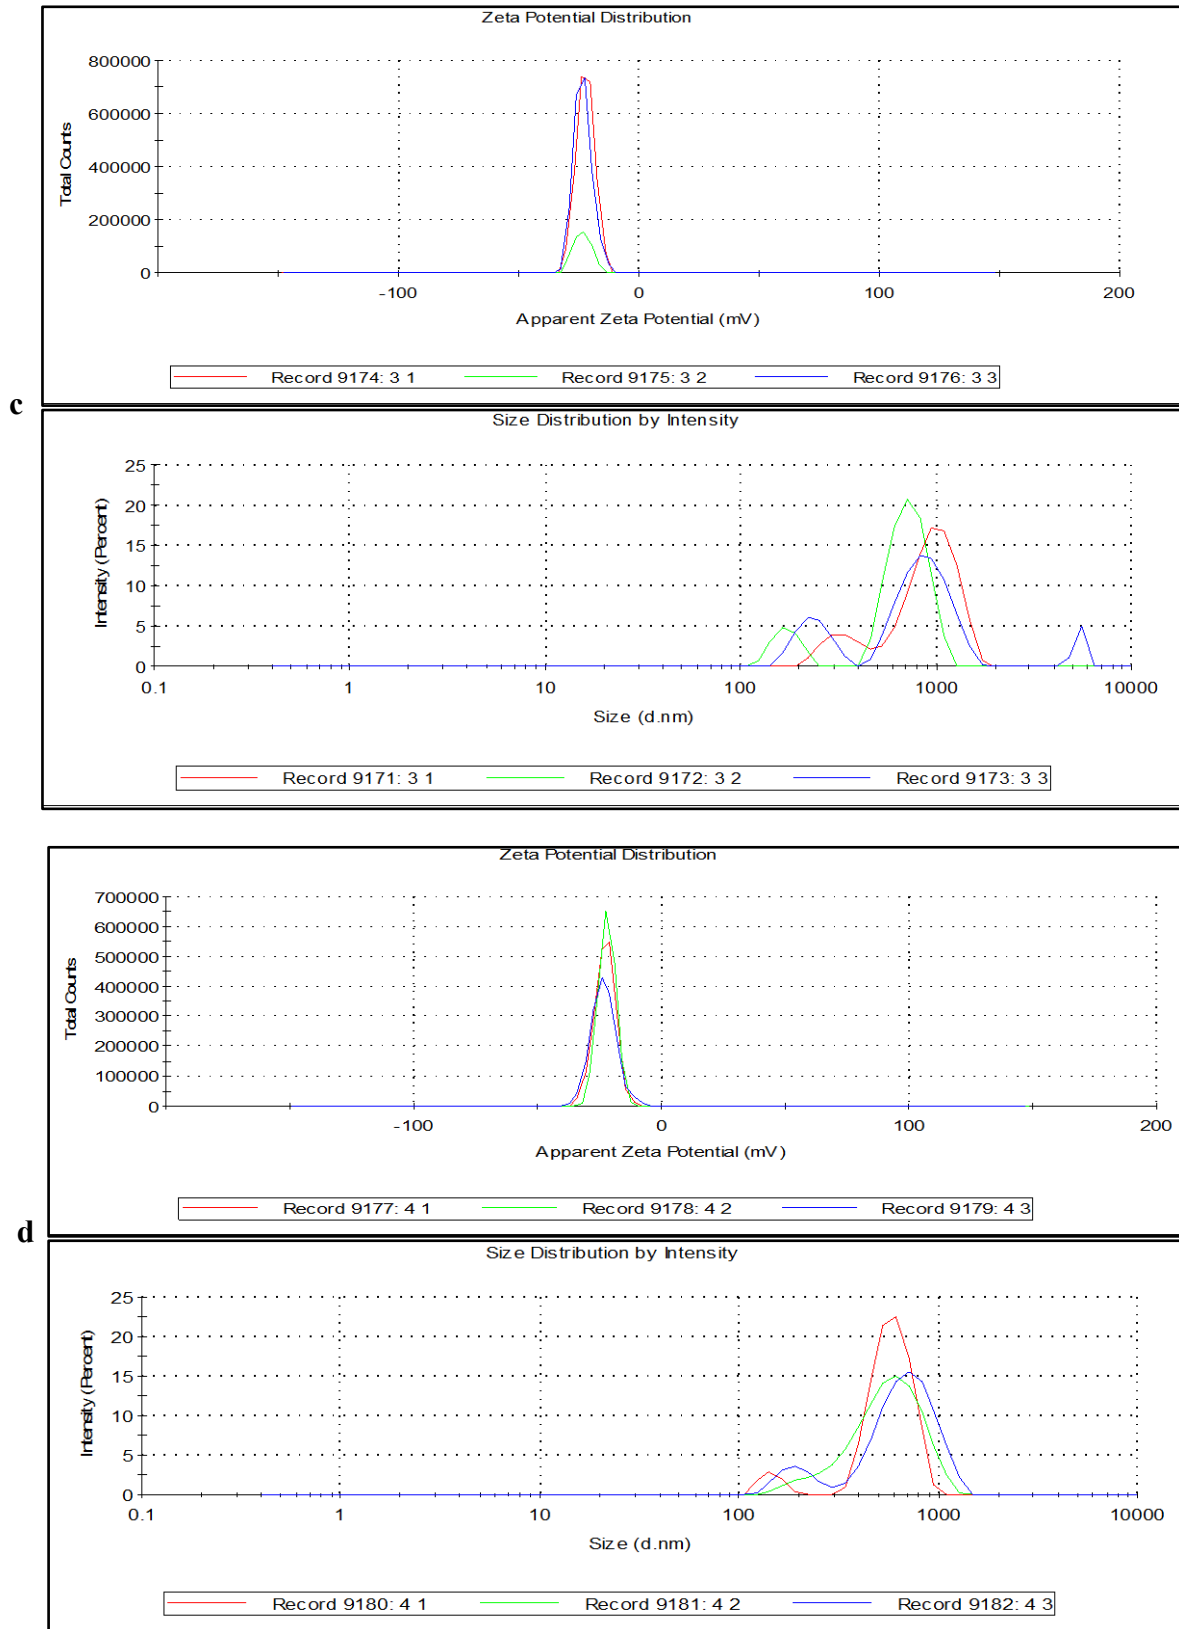 Zeta Potential Distribution
800000
600000
400000
200000
0
Total Counts
-100 0 100 200
Apparent Zeta Potential (mV)
Record 9174: 3 1 Record 9175: 3 2 Record 9176: 3 3
c
Size Distribution by Intensity
25
20
15
10
5
0
Intensity (Percent)
0.1 1 10 100 1000 10000
Size (d.nm)
Record 9171: 3 1 Record 9172: 3 2 Record 9173: 3 3
Zeta Potential Distribution
700000
600000
500000
400000
300000
200000
100000
0
Total Counts
-100 0 100 200
Apparent Zeta Potential (mV)
Record 9177: 4 1 Record 9178: 4 2 Record 9179: 4 3
d
Size Distribution by Intensity
25
20
15
10
5
0
Intensity (Percent)
0.1 1 10 100 1000 10000
Size (d.nm)
Record 9180: 4 1 Record 9181: 4 2 Record 9182: 4 3